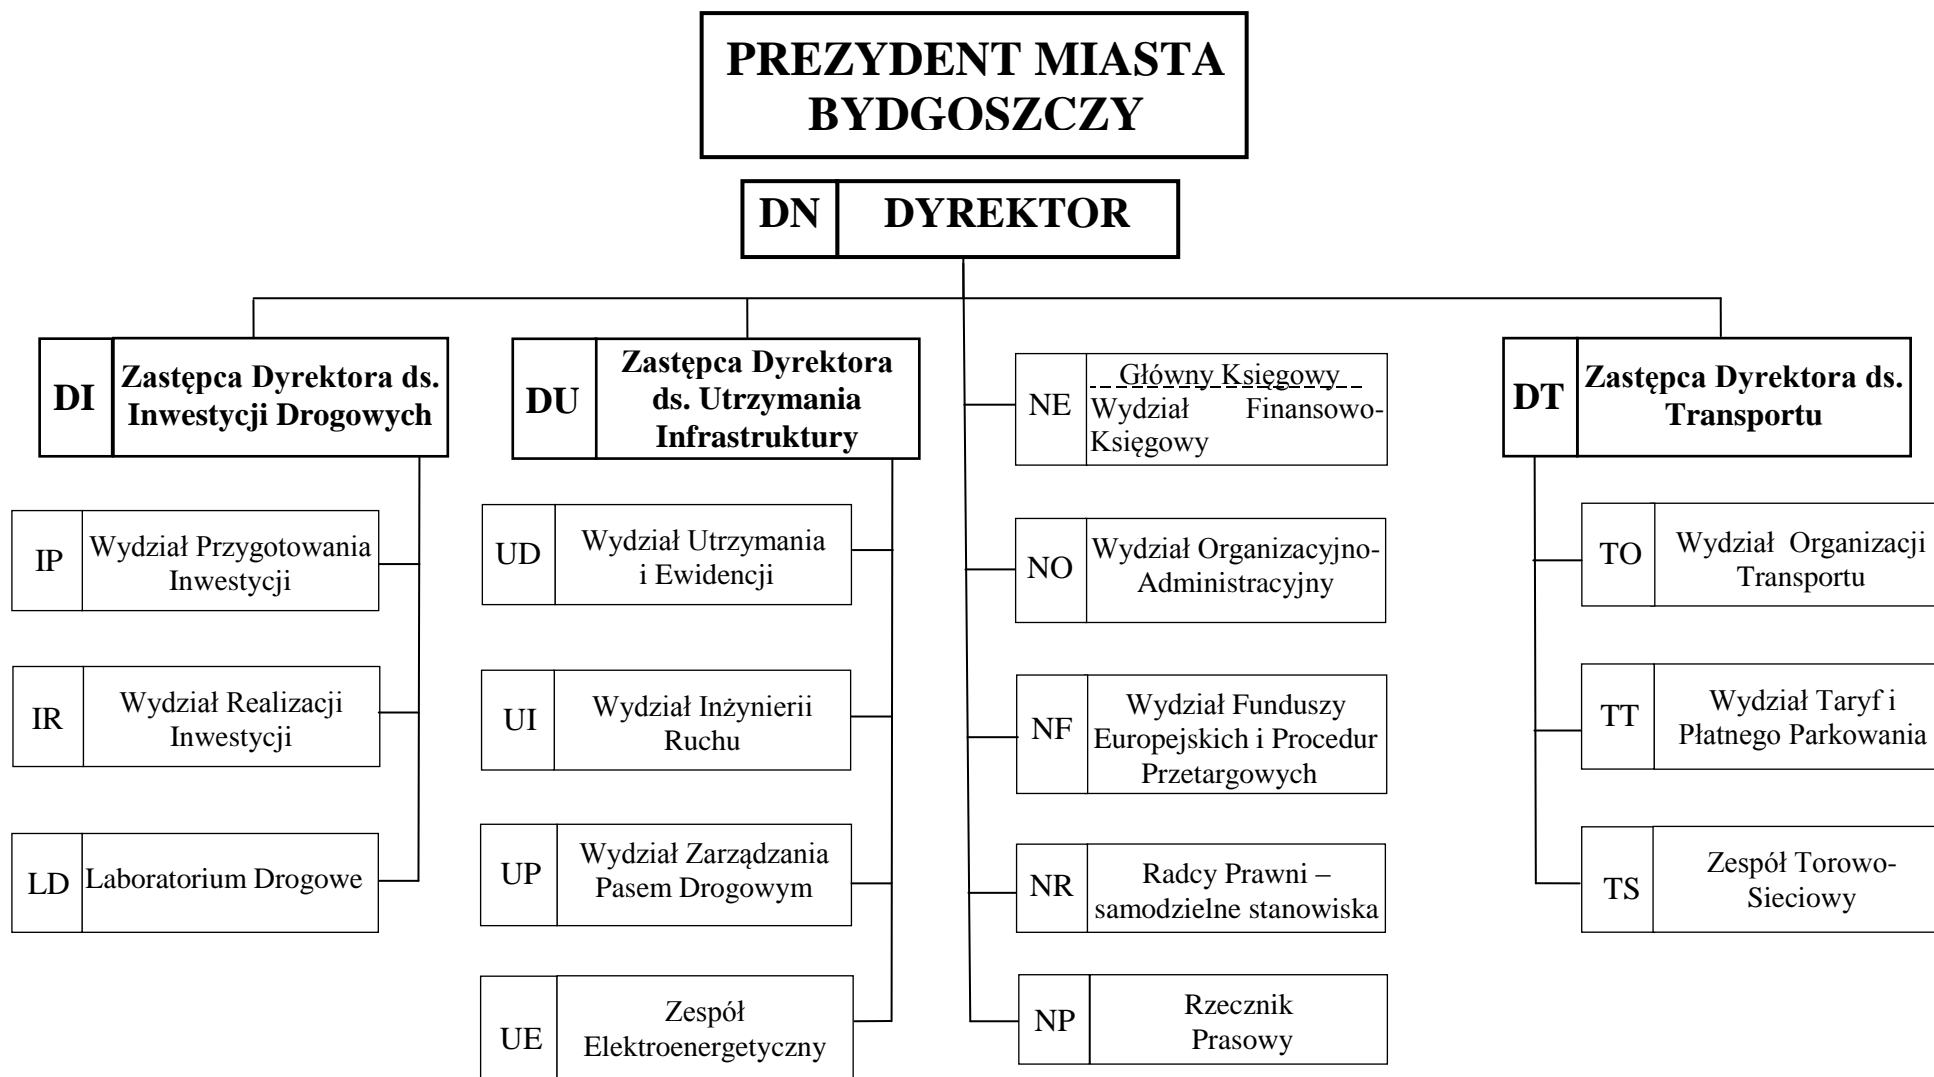 PREZYDENT MIASTA
BYDGOSZCZY
DN DYREKTOR
DI
Zastępca Dyrektora ds.
Inwestycji Drogowych
IP
Wydział Przygotowania
Inwestycji
IR
Wydział Realizacji
Inwestycji
LD
Laboratorium Drogowe
DU
Zastępca Dyrektora
ds. Utrzymania
Infrastruktury
UD
Wydział Utrzymania
i Ewidencji
UI
Wydział Inżynierii
Ruchu
UP
Wydział Zarządzania
Pasem Drogowym
UE
Zespół
Elektroenergetyczny
NE
Główny Księgowy
Wydział Finansowo-
Księgowy
NO
Wydział Organizacyjno-
Administracyjny
NF
Wydział Funduszy
Europejskich i Procedur
Przetargowych
NR
Radcy Prawni –
samodzielne stanowiska
NP
Rzecznik
Prasowy
DT
Zastępca Dyrektora ds.
Transportu
TO
Wydział Organizacji
Transportu
TT
Wydział Taryf i
Płatnego Parkowania
TS
Zespół Torowo-
Sieciowy